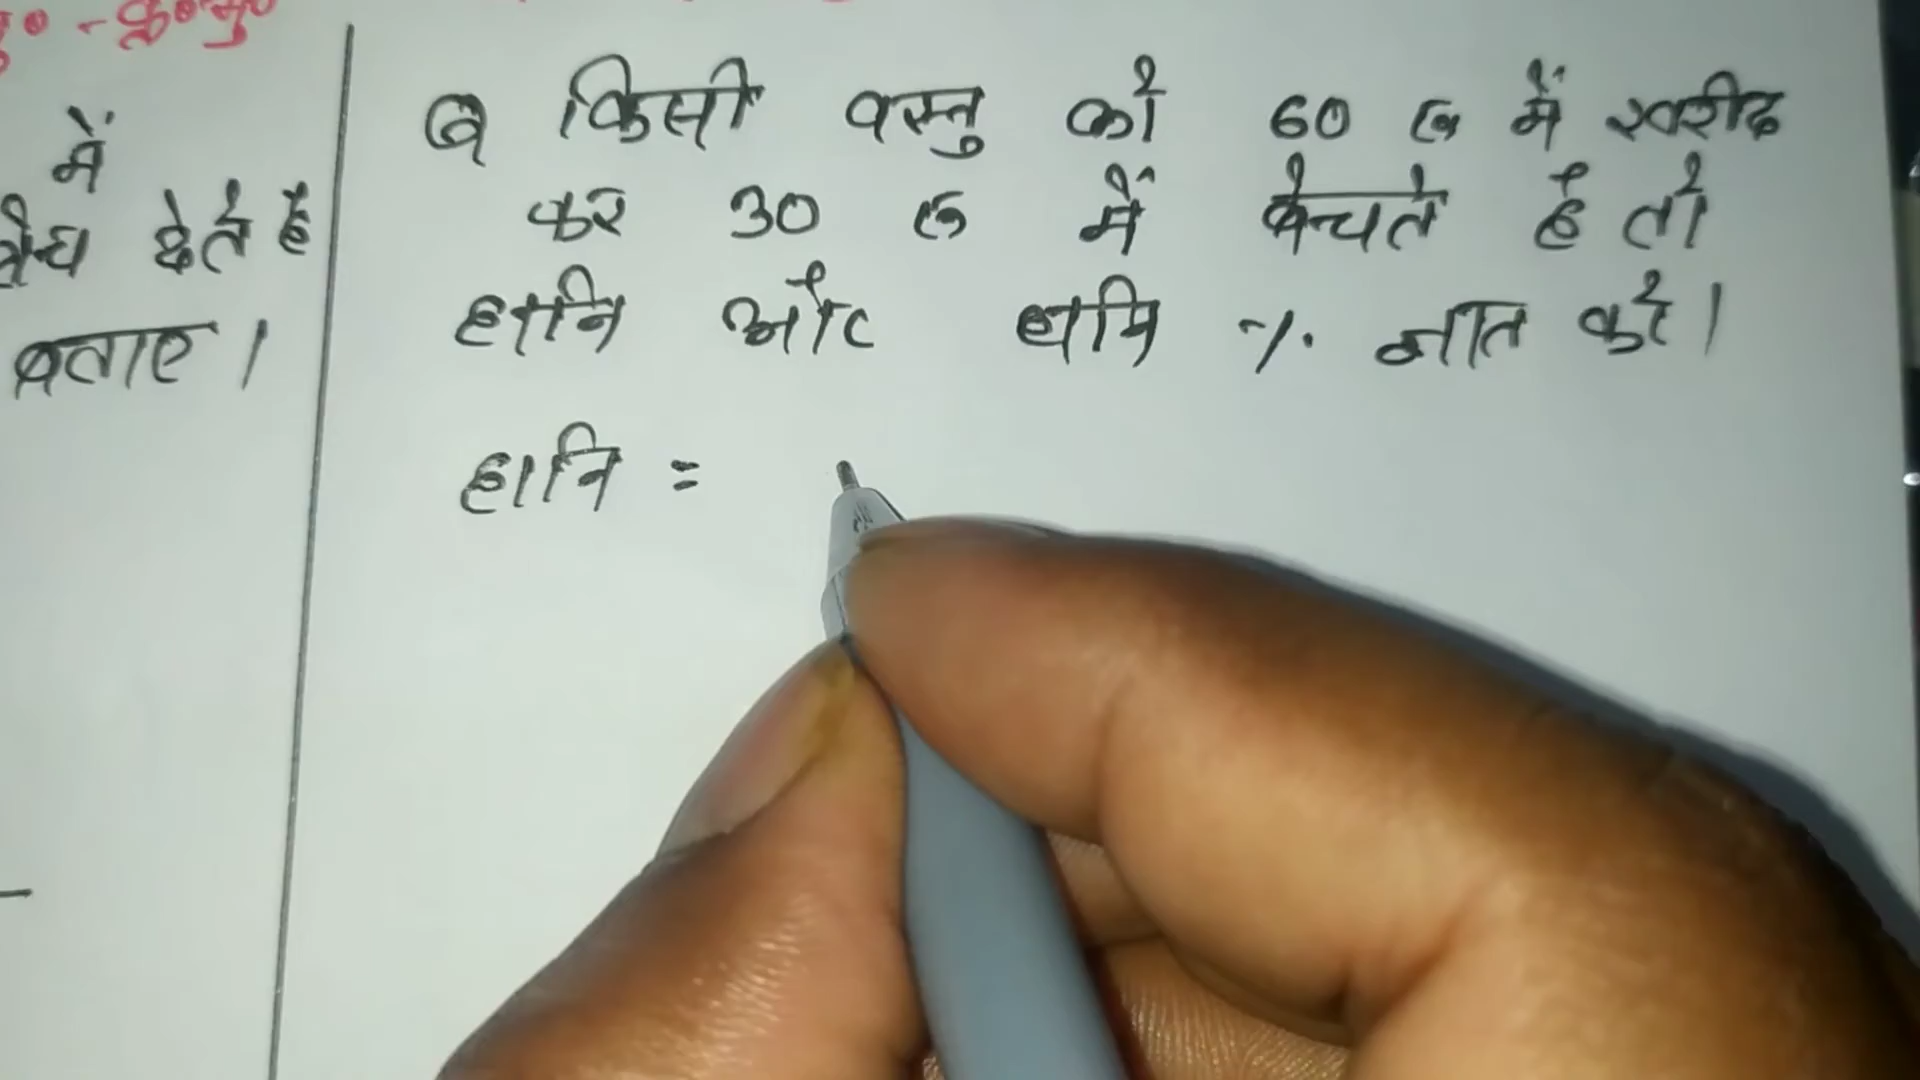 में
देते है
बताए।
Q किसी वस्तु को 60 रू में खरीद
कर 30 रू में बेचते है तो
हानि और हानि % ज्ञात करे।
हानि =